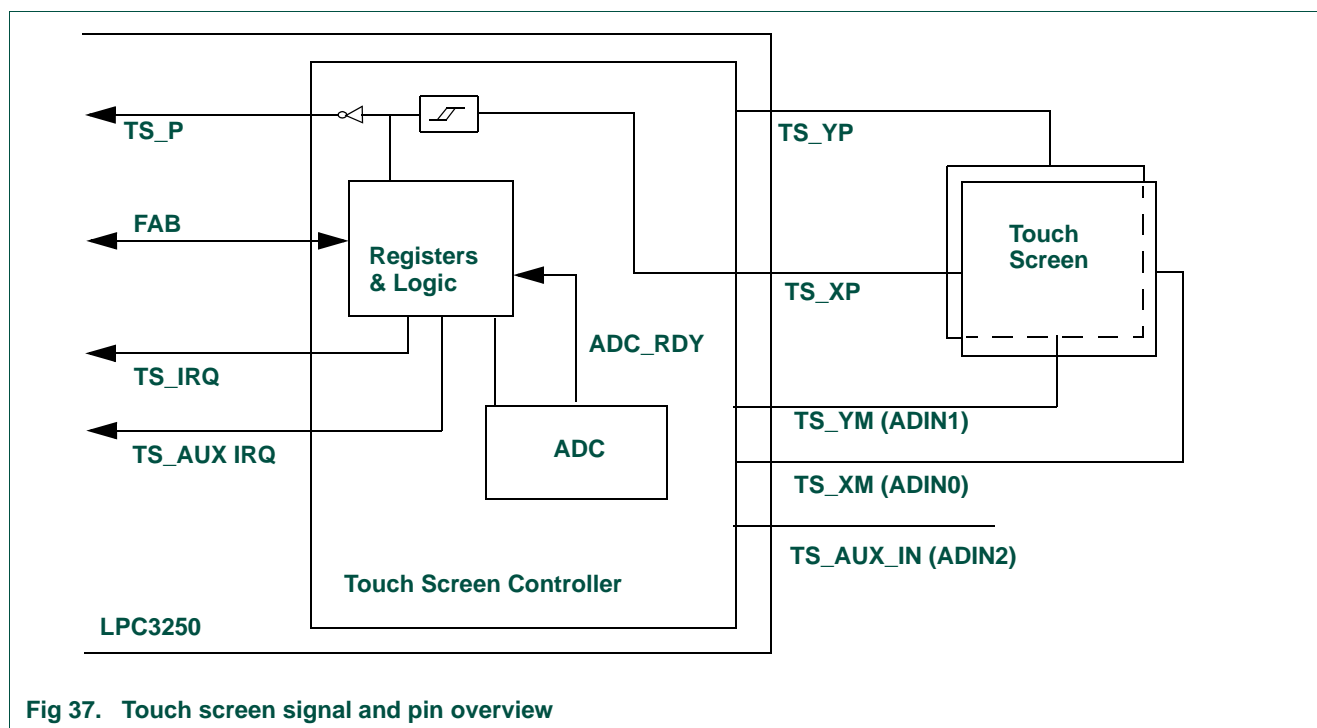 TS_P
TS_YP
FAB
Registers
& Logic
Touch
Screen
TS_XP
ADC_RDY
TS_IRQ
TS_YM (ADIN1)
TS_AUX IRQ
ADC
TS_XM (ADIN0)
TS_AUX_IN (ADIN2)
Touch Screen Controller
LPC3250
Fig 37. Touch screen signal and pin overview